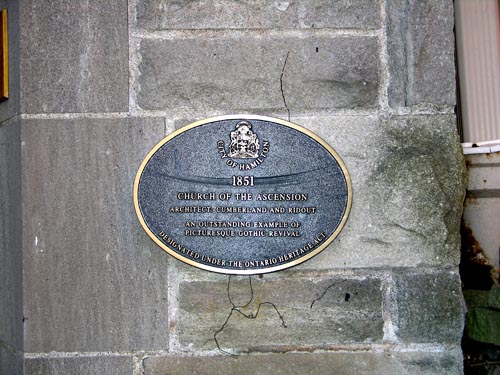 CITY OF HAMILTON
1851
CHURCH OF THE ASCENSION
ARCHITECT: CUMBERLAND AND RIDOUT
AN OUTSTANDING EXAMPLE OF
PICTURESQUE GOTHIC REVIVAL
DESIGNATED UNDER THE ONTARIO HERITAGE ACT